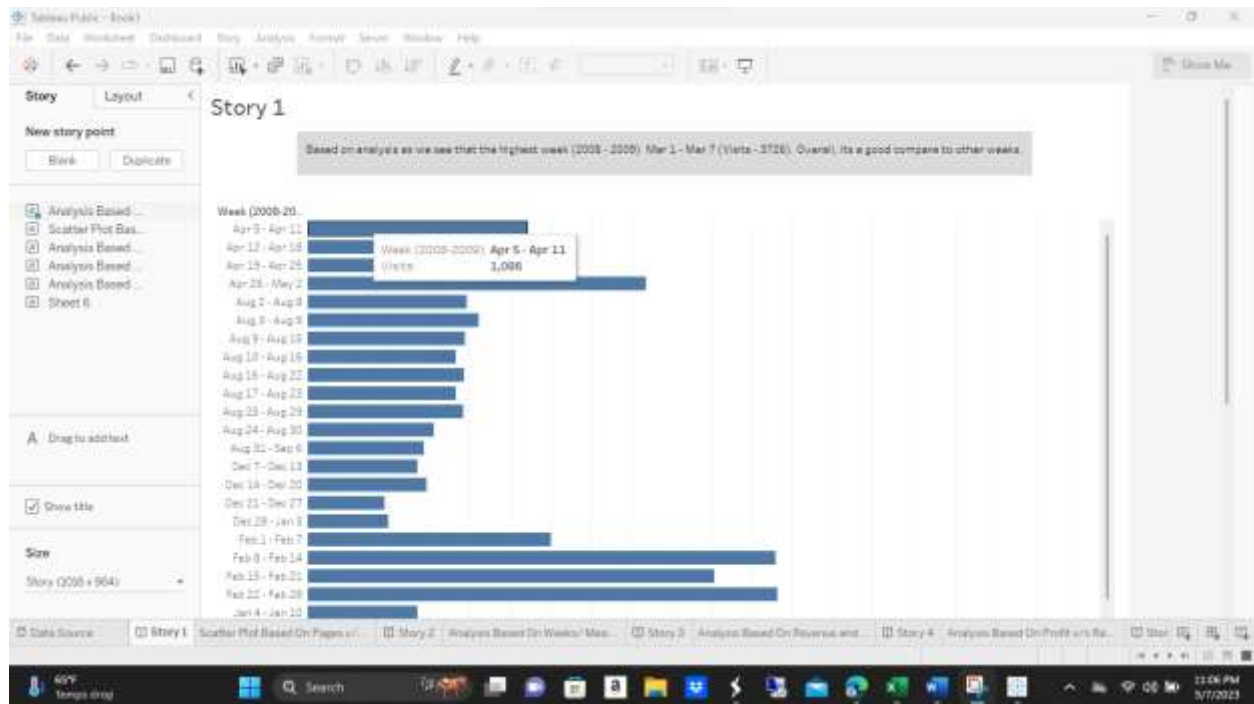 Tableau Public - Book1
File Data Worksheet Dashboard Story Analysis Format Server Window Help
Show Me
Story Layout
Story 1
New story point
Blank Duplicate
Based on analysis as we see that the highest week (2008 - 2009) Mar 1 - Mar 7 (Visits - 3726). Overall, its a good compare to other weeks.
Analysis Based ...
Scatter Plot Bas...
Analysis Based ...
Analysis Based ...
Analysis Based ...
Sheet 6
Week (2008-20..
Apr 5 - Apr 11
Apr 12 - Apr 18
Apr 19 - Apr 25
Apr 26 - May 2
Week (2008-2009) Apr 5 - Apr 11
Visits
Aug 2 - Aug 8
Aug 3 - Aug 9
Aug 9 - Aug 15
Aug 10 - Aug 16
Aug 16 - Aug 22
Aug 17 - Aug 23
Aug 23 - Aug 29
Aug 24 - Aug 30
Aug 31 - Sep 6
Dec 7 - Dec 13
Dec 14 - Dec 20
Dec 21 - Dec 27
Dec 28 - Jan 3
Feb 1 - Feb 7
Feb 8 - Feb 14
Feb 15 - Feb 21
Feb 22 - Feb 28
Jan 4 - Jan 10
A Drag to add text
Show title
Size
Story (1016 x 964)
Data Source Story 1 Scatter Plot Based On Pages v/... Story 2 Analysis Based On Weeks/ Mea... Story 3 Analysis Based On Revenue and ... Story 4 Analysis Based On Profit v/s Re... Stor
Temps drop
Search
11:06 PM
5/7/2023